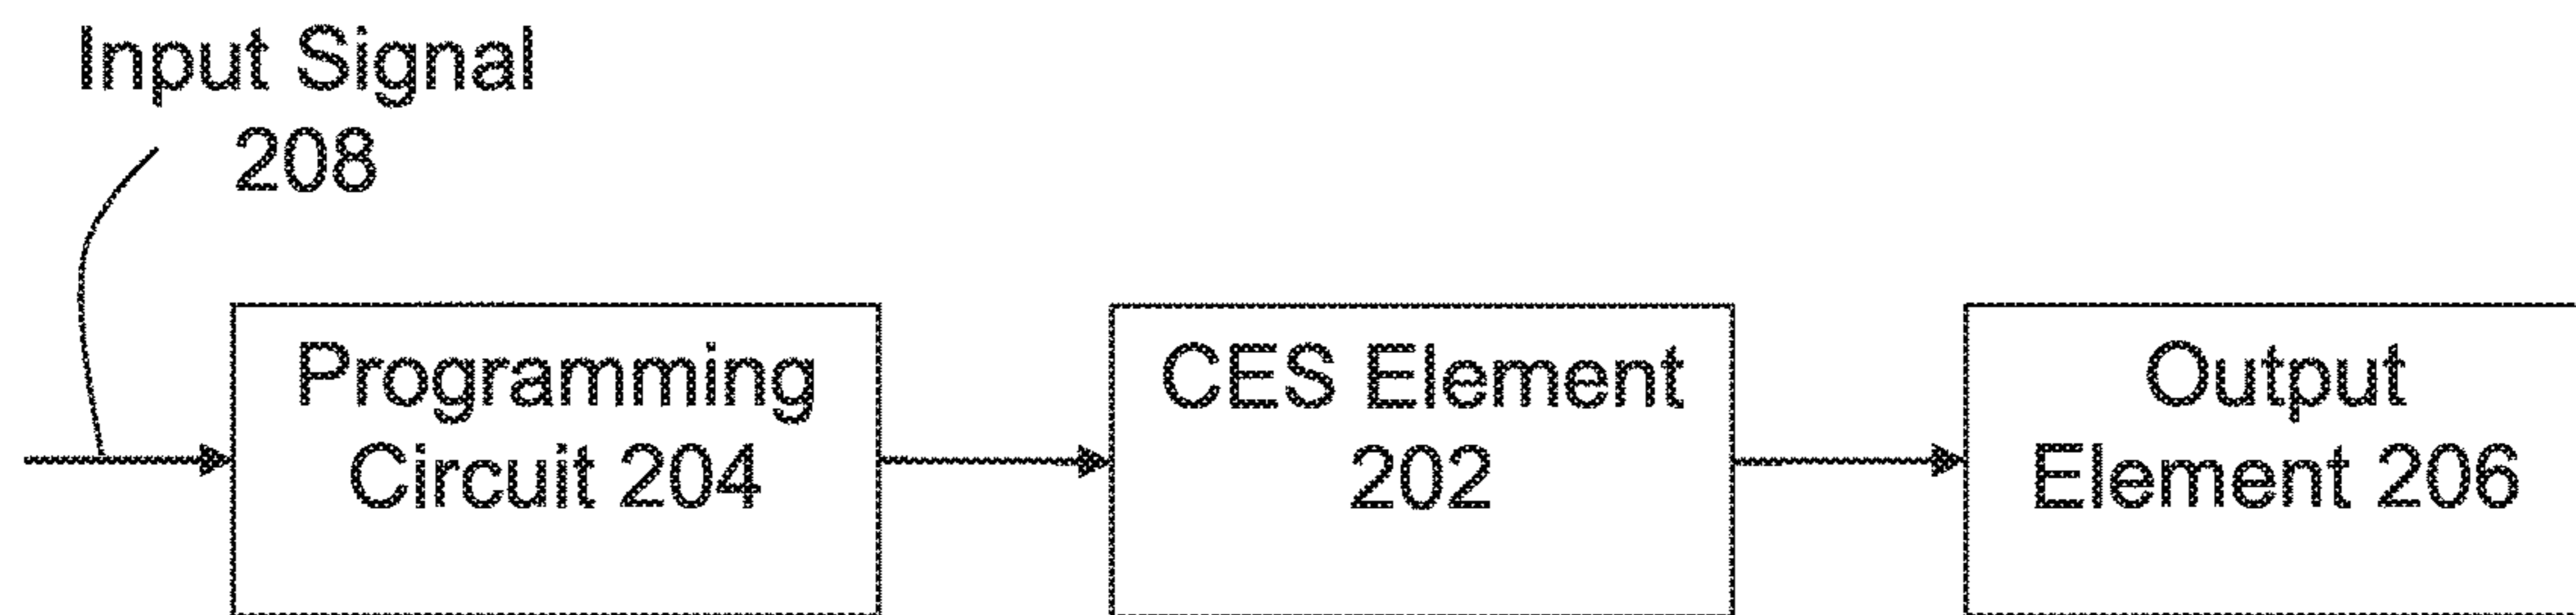 Input Signal
208
Programming
Circuit 204
CES Element
202
Output
Element 206